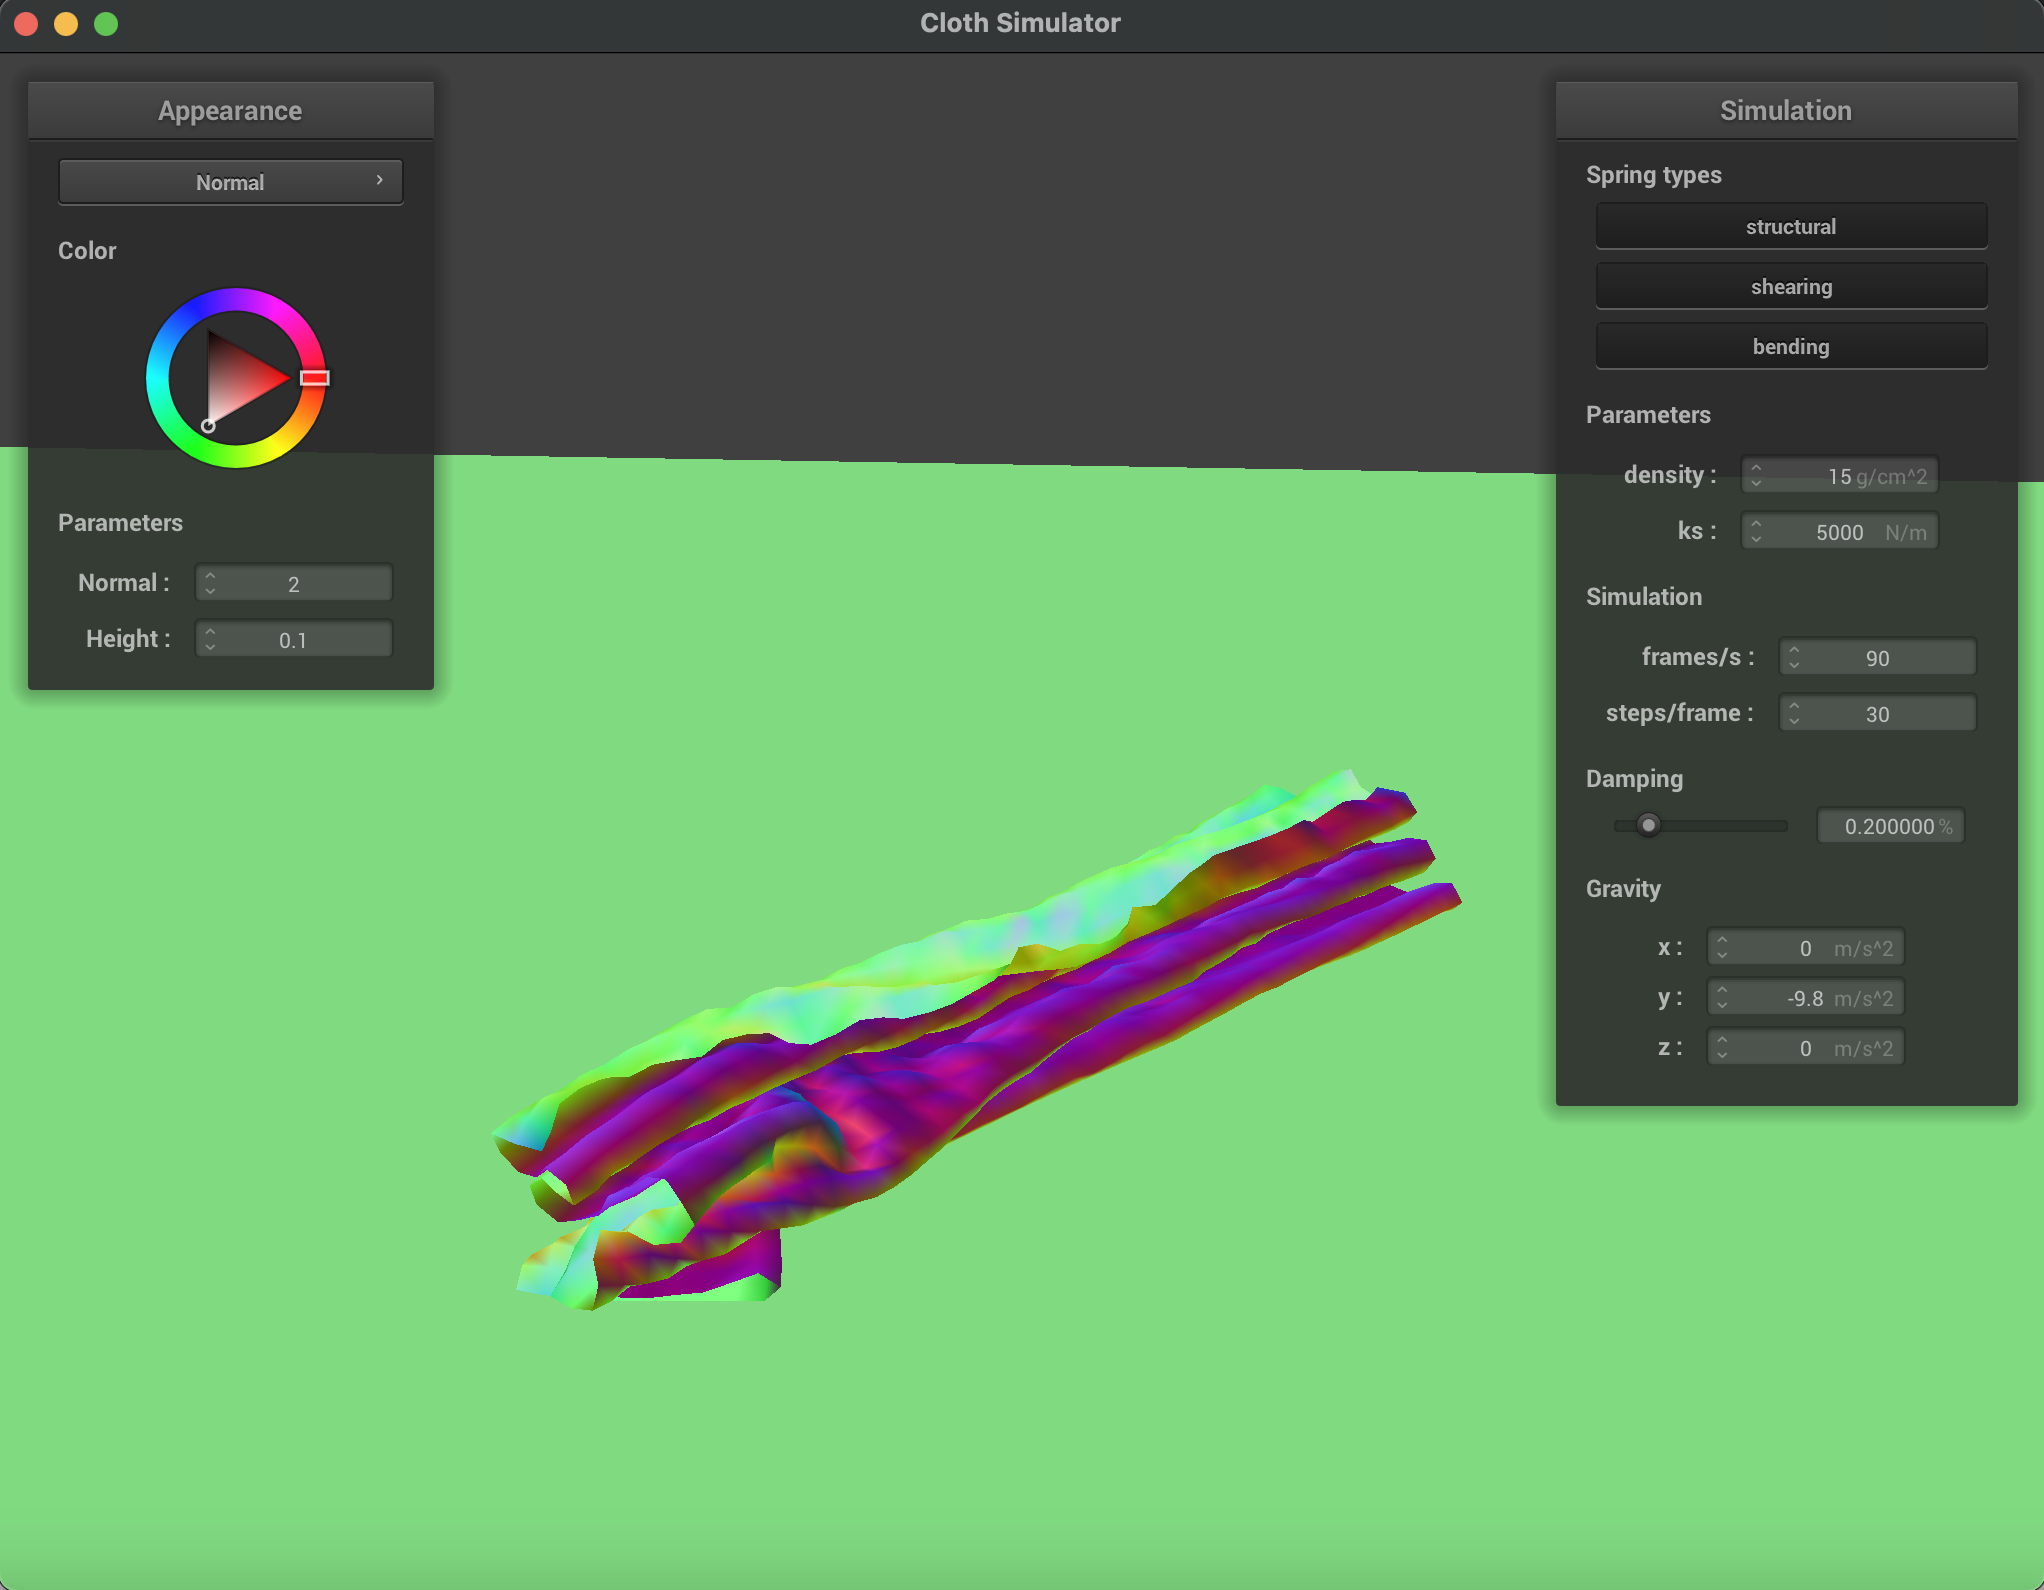 Cloth Simulator
Appearance
Normal
Color
Parameters
Normal : 2
Height : 0.1
Simulation
Spring types
structural
shearing
bending
Parameters
density : 15 g/cm^2
ks : 5000 N/m
Simulation
frames/s : 90
steps/frame : 30
Damping
0.200000 %
Gravity
x : 0 m/s^2
y : -9.8 m/s^2
z : 0 m/s^2